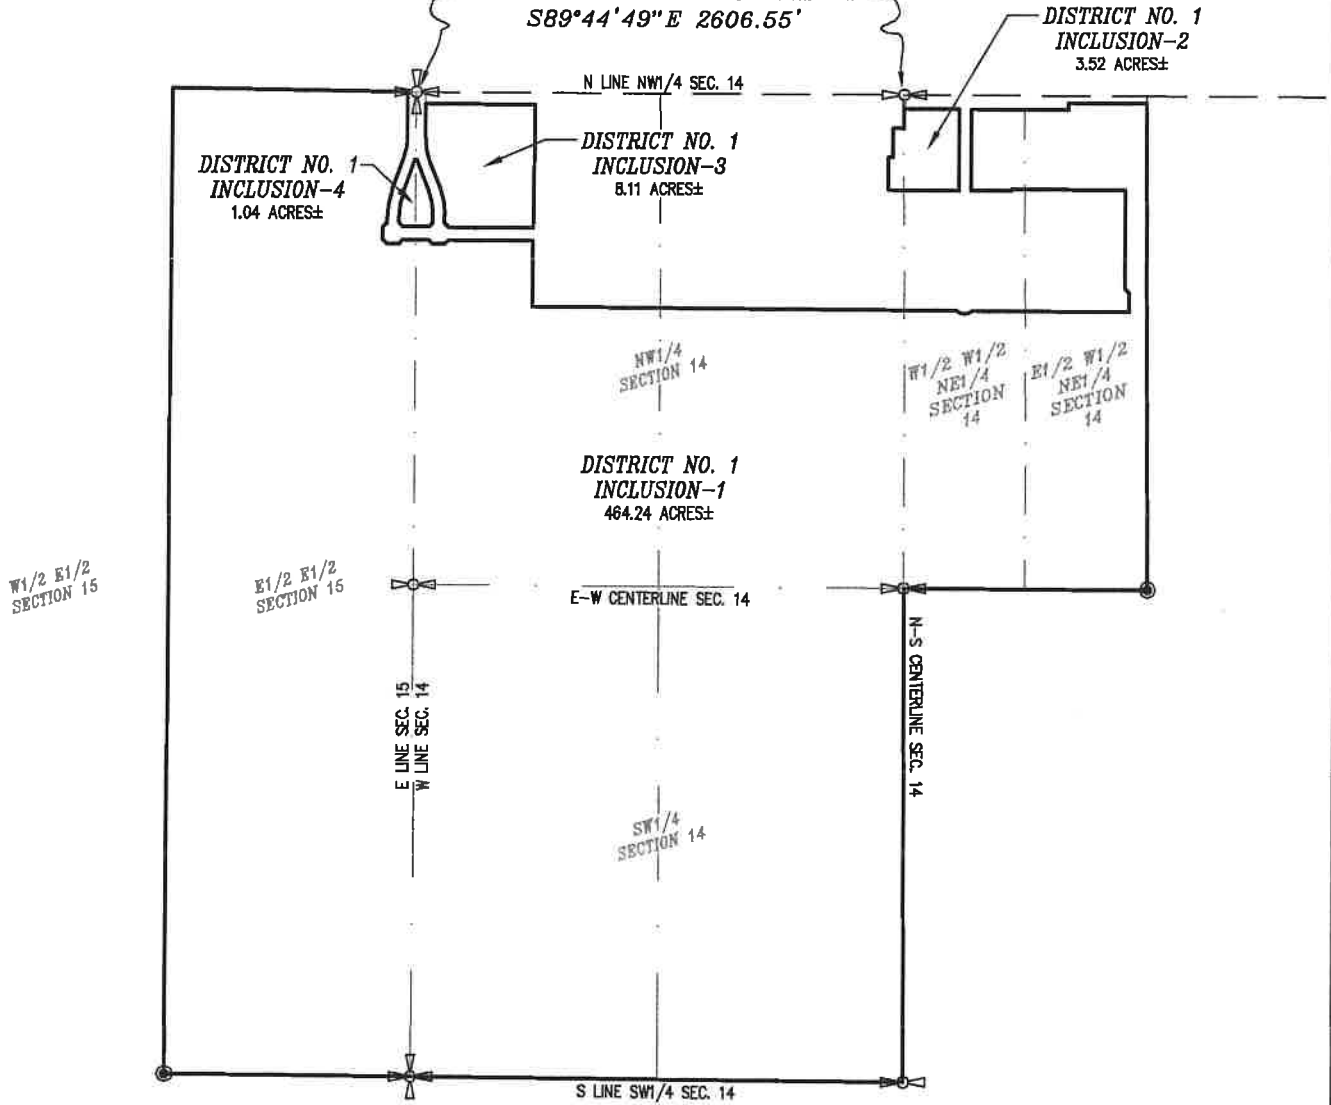 S89°44'49"E 2606.55'
DISTRICT NO. 1
INCLUSION-2
3.52 ACRES±
N LINE NW1/4 SEC. 14
DISTRICT NO. 1
INCLUSION-3
8.11 ACRES±
DISTRICT NO. 1
INCLUSION-4
1.04 ACRES±
NW1/4
SECTION 14
W1/2 W1/2
NE1/4
SECTION
14
E1/2 W1/2
NE1/4
SECTION
14
DISTRICT NO. 1
INCLUSION-1
464.24 ACRES±
W1/2 E1/2
SECTION 15
E1/2 E1/2
SECTION 15
E-W CENTERLINE SEC. 14
N-S CENTERLINE SEC. 14
E LINE SEC. 15
W LINE SEC. 14
SW1/4
SECTION 14
S LINE SW1/4 SEC. 14